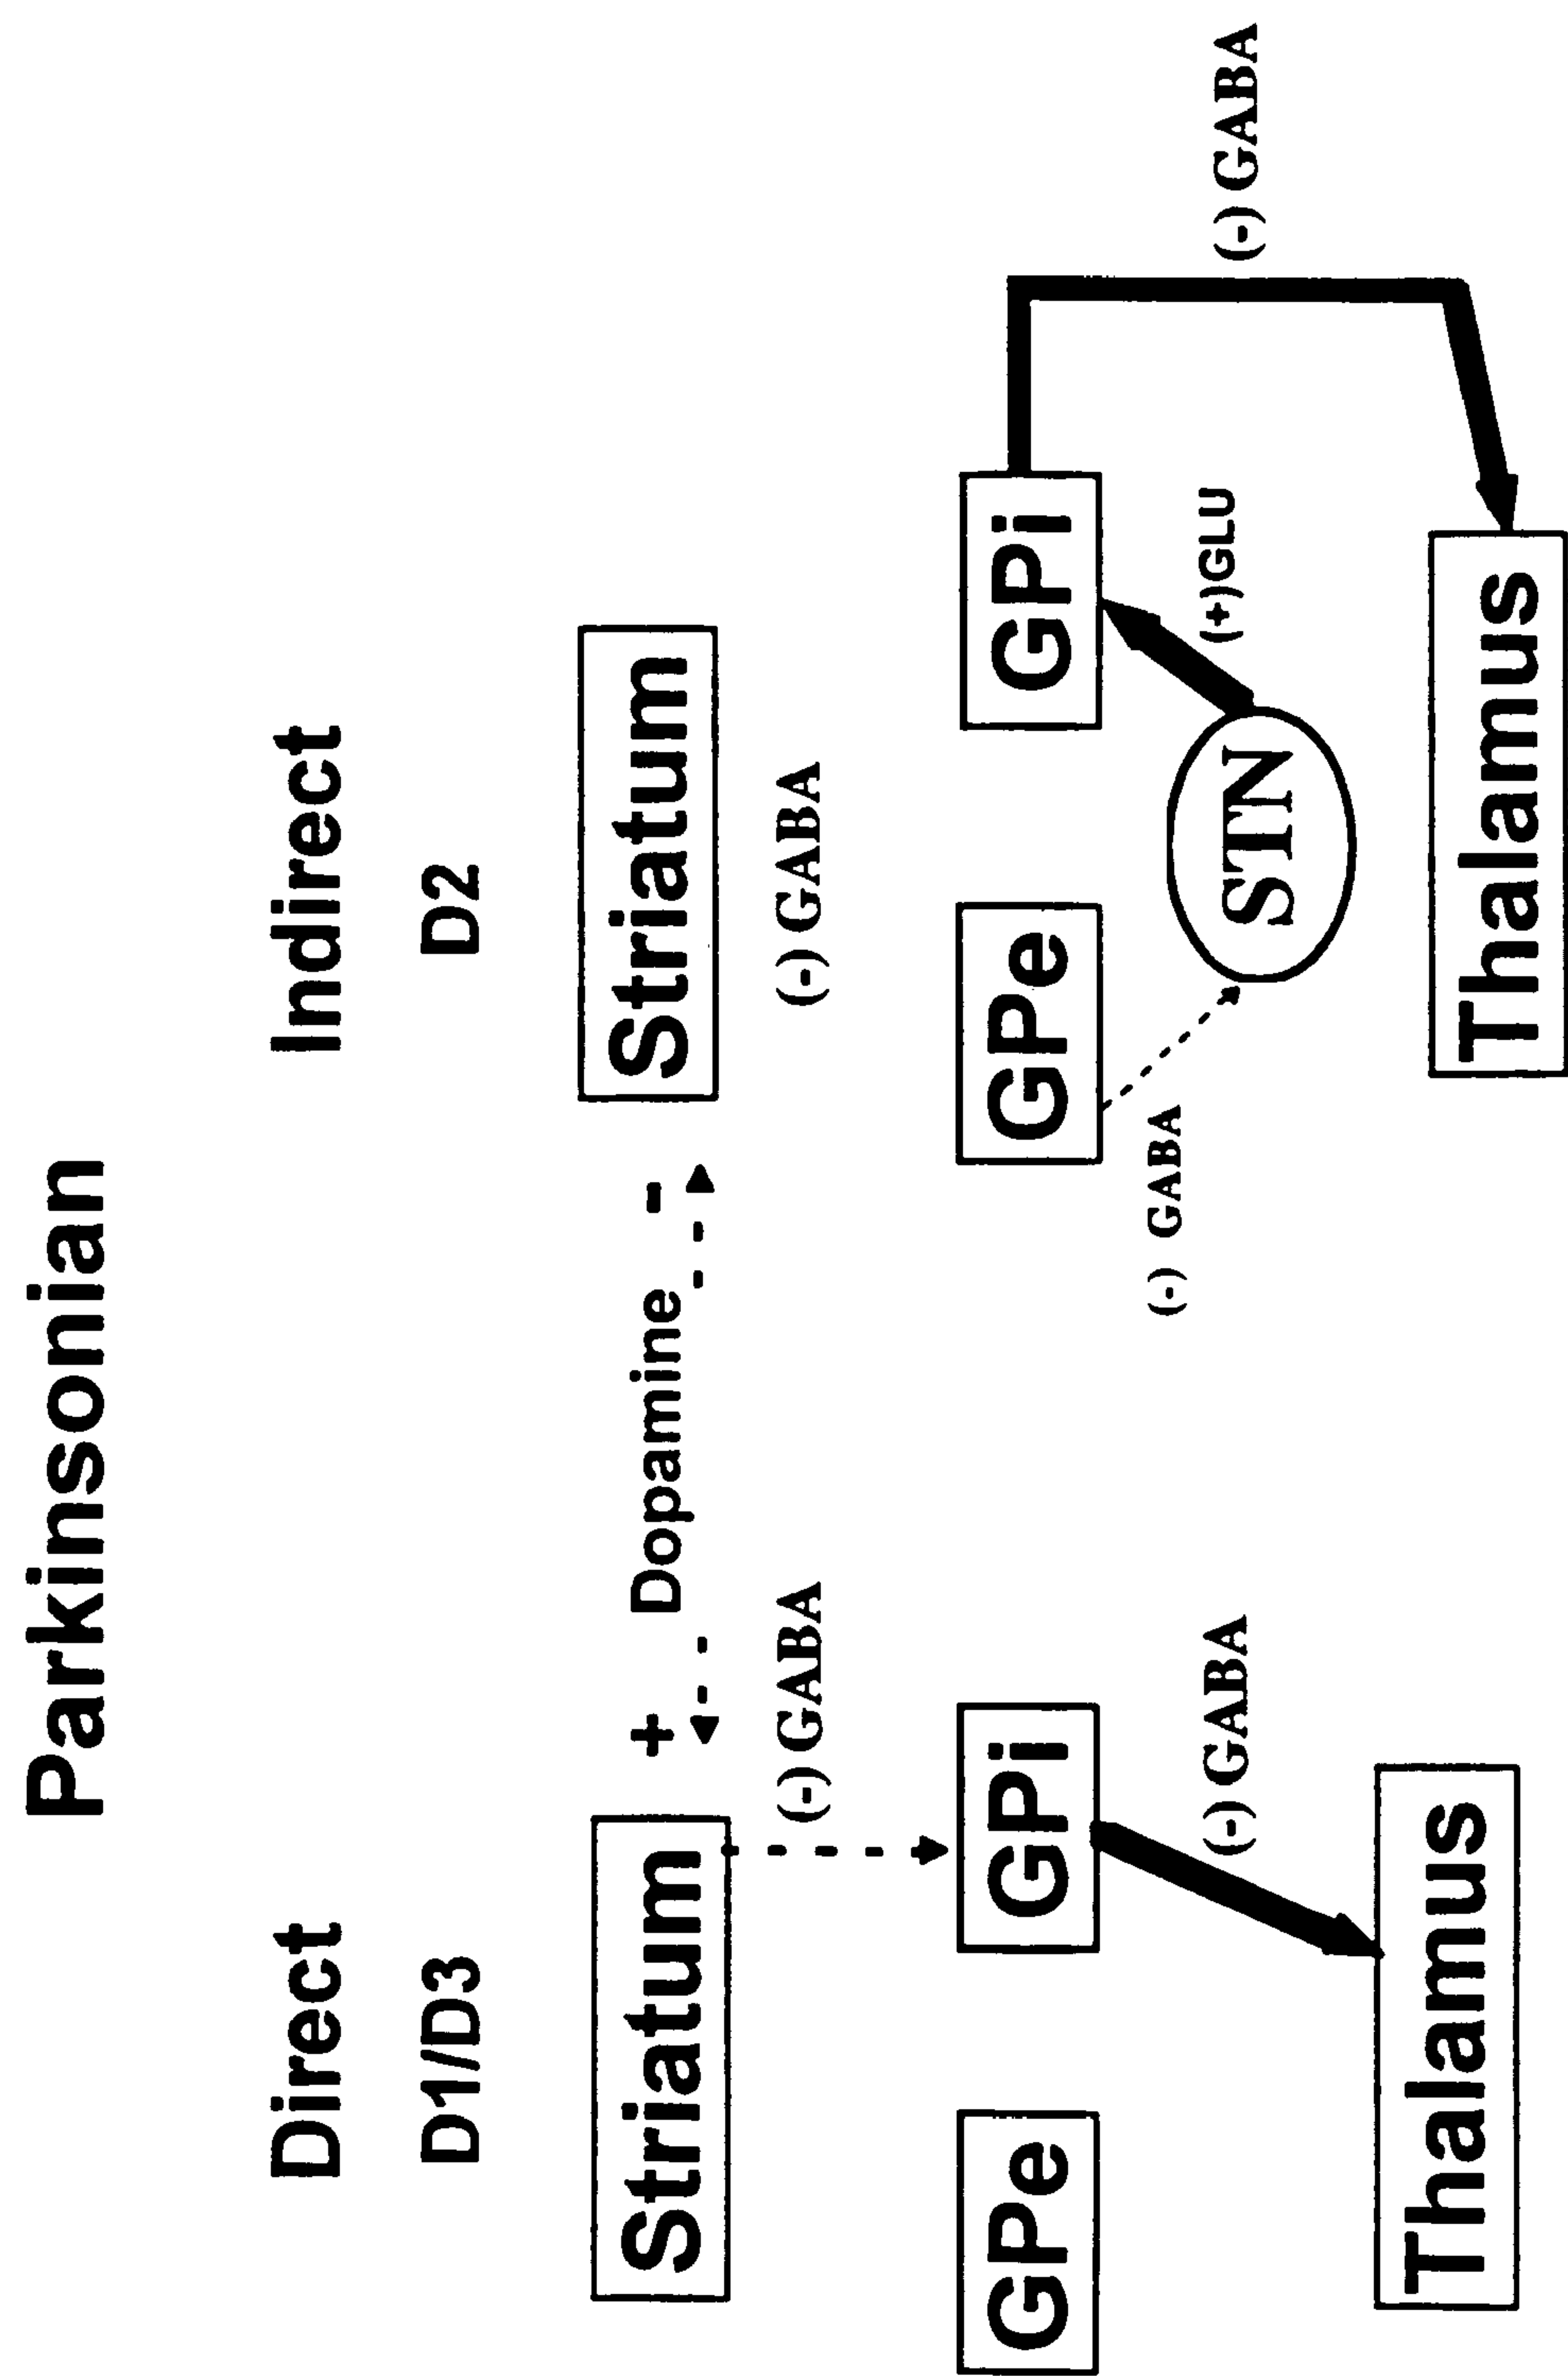 Parkinsonian
Direct
Indirect
D1/D3
D2
Striatum
+ Dopamine -
Striatum
(-) GABA
(-) GABA
GPe
GPi
GPe
GPi
(-) GABA
(-) GABA
STN
(+)GLU
(-) GABA
Thalamus
Thalamus